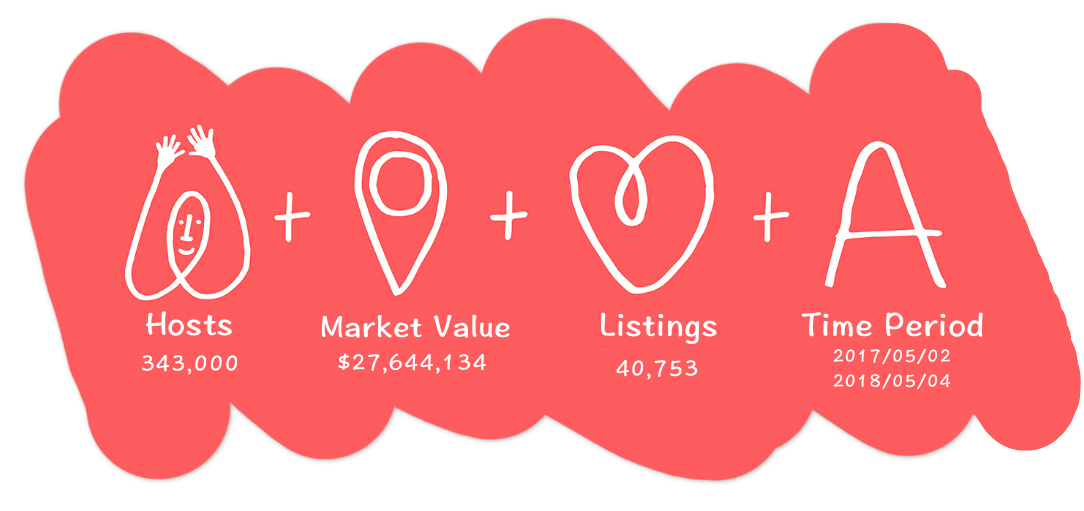 + + +
A
Hosts
343,000
Market Value
$27,644,134
Listings
40,753
Time Period
2017/05/02
2018/05/04